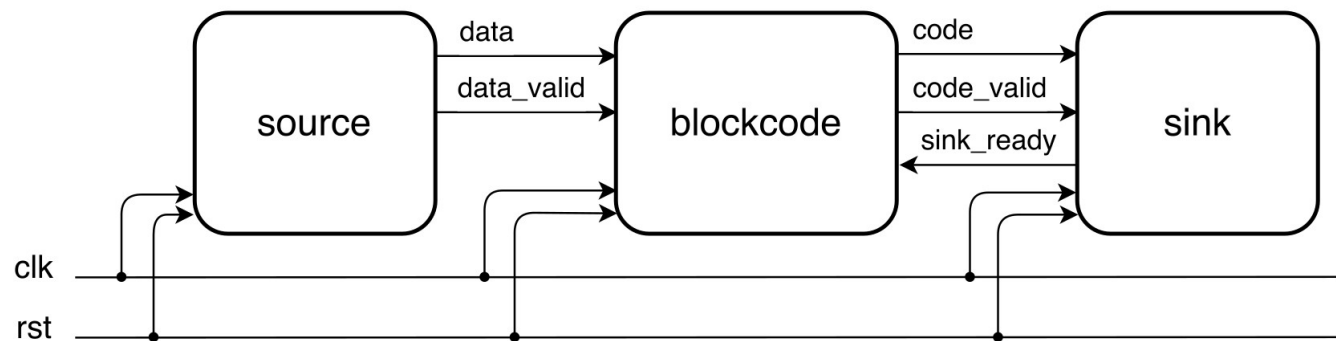 data
code
data_valid
code_valid
source
blockcode
sink
sink_ready
clk
rst